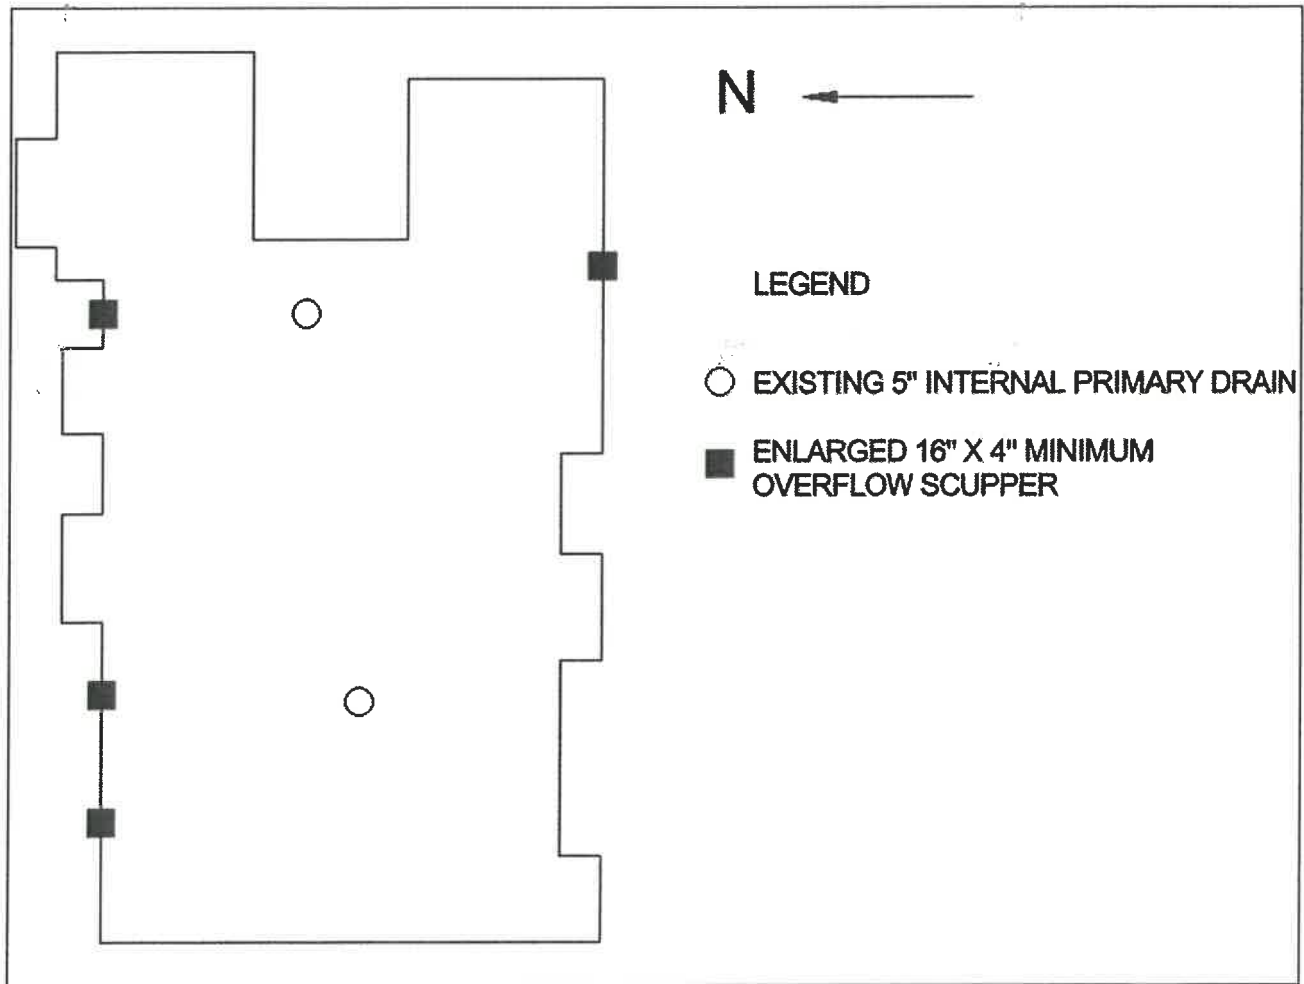 N
LEGEND
EXISTING 5" INTERNAL PRIMARY DRAIN
ENLARGED 16" X 4" MINIMUM
OVERFLOW SCUPPER